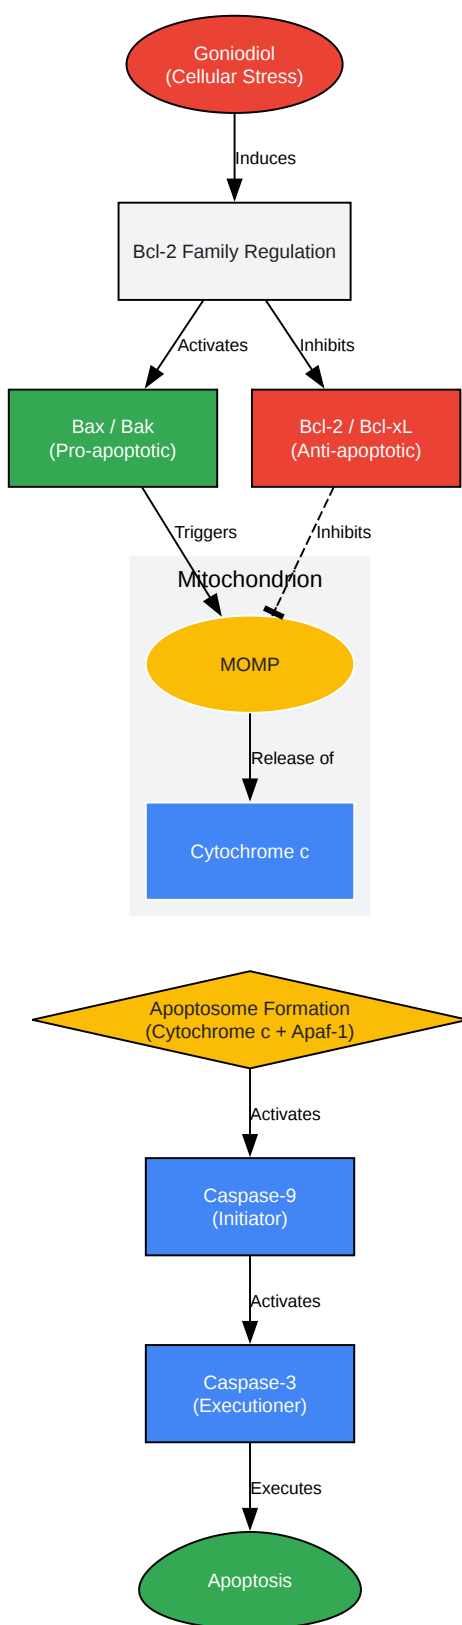 Goniodiol
(Cellular Stress)
Induces
Bcl-2 Family Regulation
Activates
Inhibits
Bax / Bak
(Pro-apoptotic)
Bcl-2 / Bcl-xL
(Anti-apoptotic)
Triggers
Inhibits
Mitochondrion
MOMP
Release of
Cytochrome c
Apoptosome Formation
(Cytochrome c + Apaf-1)
Activates
Caspase-9
(Initiator)
Activates
Caspase-3
(Executioner)
Executes
Apoptosis